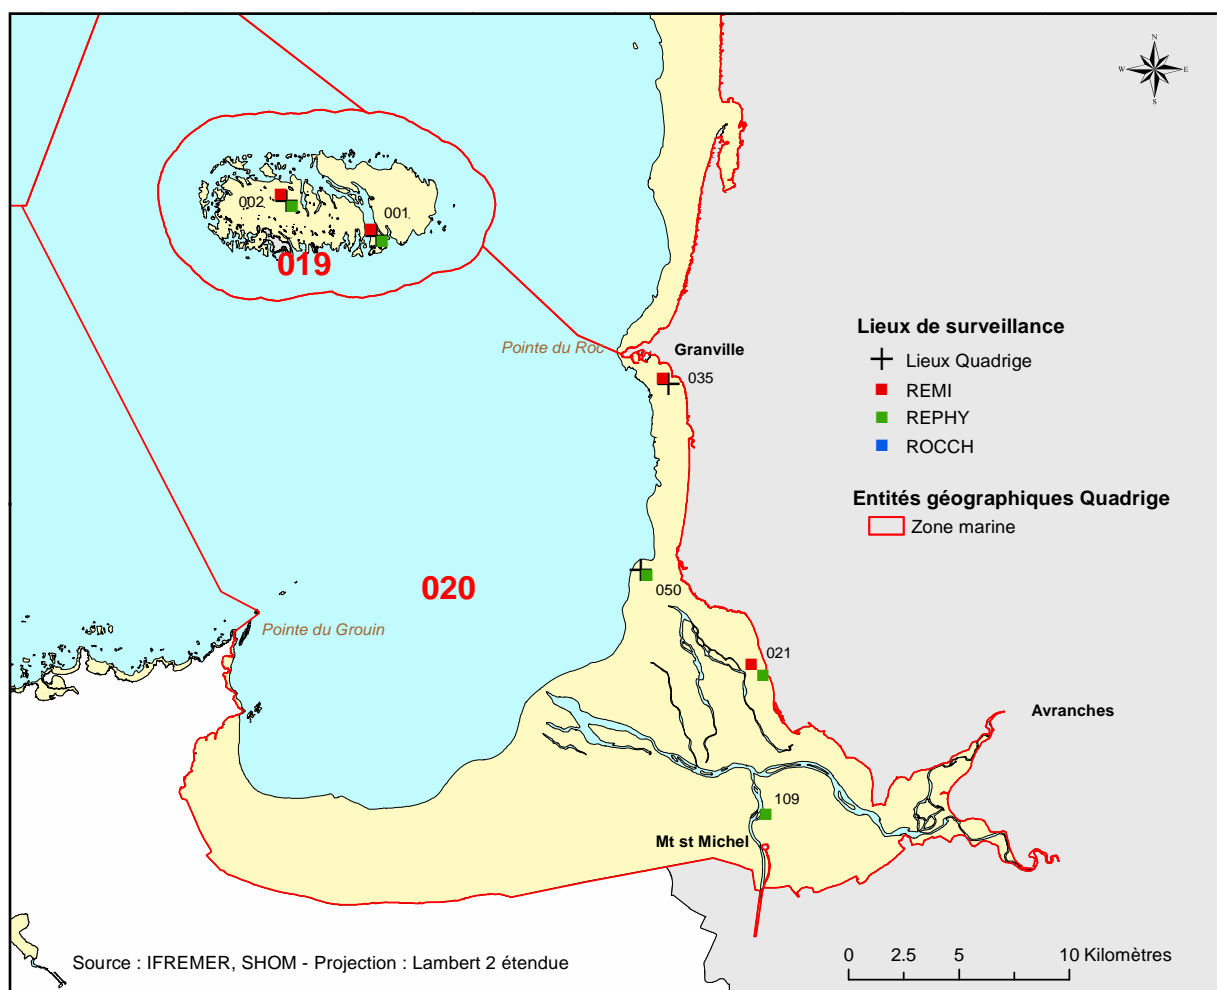 N
W E
S
002
001
019
Pointe du Roc
Granville
035
Lieux de surveillance
Lieux Quadrige
REMI
REPHY
ROCCH
Entités géographiques Quadrige
Zone marine
020
050
Pointe du Grouin
021
Avranches
109
Mt st Michel
Source : IFREMER, SHOM - Projection : Lambert 2 étendue
0 2.5 5 10 Kilomètres